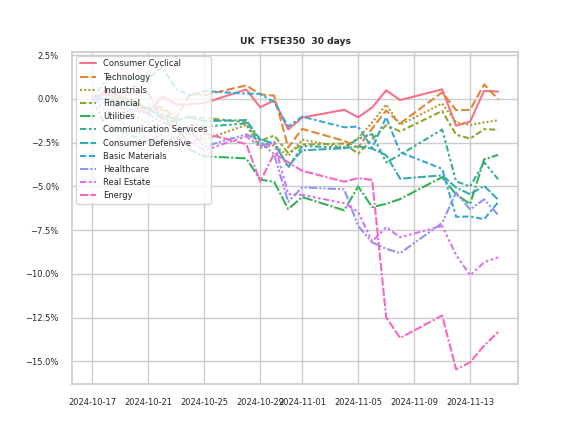 UK  FTSE350  30 days
2.5%
0.0%
−2.5%
−5.0%
−7.5%
−10.0%
−12.5%
−15.0%
Consumer Cyclical
Technology
Industrials
Financial
Utilities
Communication Services
Consumer Defensive
Basic Materials
Healthcare
Real Estate
Energy
2024-10-17
2024-10-21
2024-10-25
2024-10-29
2024-11-01
2024-11-05
2024-11-09
2024-11-13